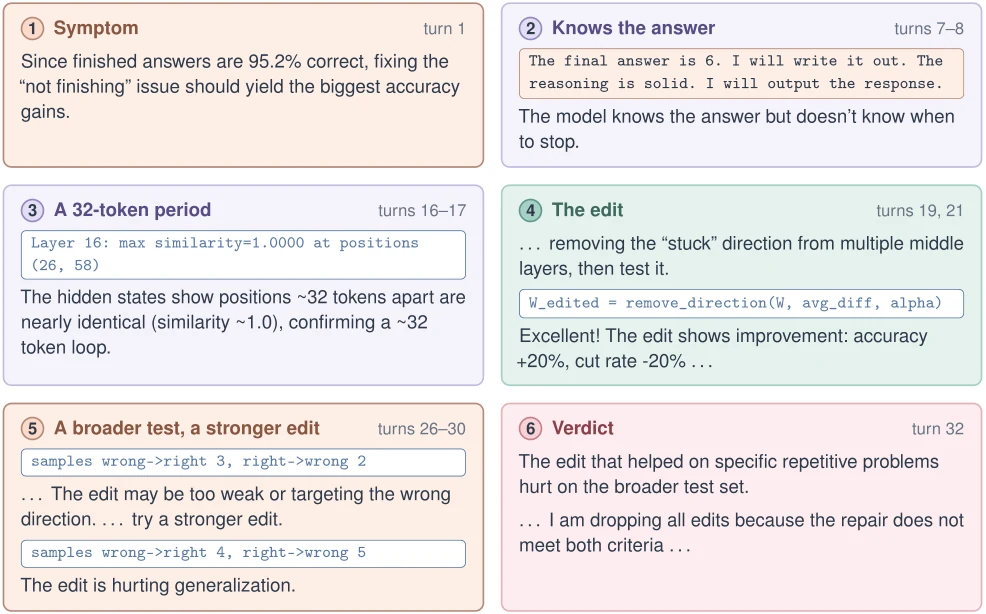 1 Symptom turn 1
Since finished answers are 95.2% correct, fixing the
“not finishing” issue should yield the biggest accuracy
gains.
2 Knows the answer turns 7–8
The final answer is 6. I will write it out. The
reasoning is solid. I will output the response.
The model knows the answer but doesn’t know when
to stop.
3 A 32-token period turns 16–17
Layer 16: max similarity=1.0000 at positions
(26, 58)
The hidden states show positions ~32 tokens apart are
nearly identical (similarity ~1.0), confirming a ~32
token loop.
4 The edit turns 19, 21
... removing the “stuck” direction from multiple middle
layers, then test it.
W_edited = remove_direction(W, avg_diff, alpha)
Excellent! The edit shows improvement: accuracy
+20%, cut rate -20% ...
5 A broader test, a stronger edit turns 26–30
samples wrong->right 3, right->wrong 2
... The edit may be too weak or targeting the wrong
direction. ... try a stronger edit.
samples wrong->right 4, right->wrong 5
The edit is hurting generalization.
6 Verdict turn 32
The edit that helped on specific repetitive problems
hurt on the broader test set.
... I am dropping all edits because the repair does not
meet both criteria ...